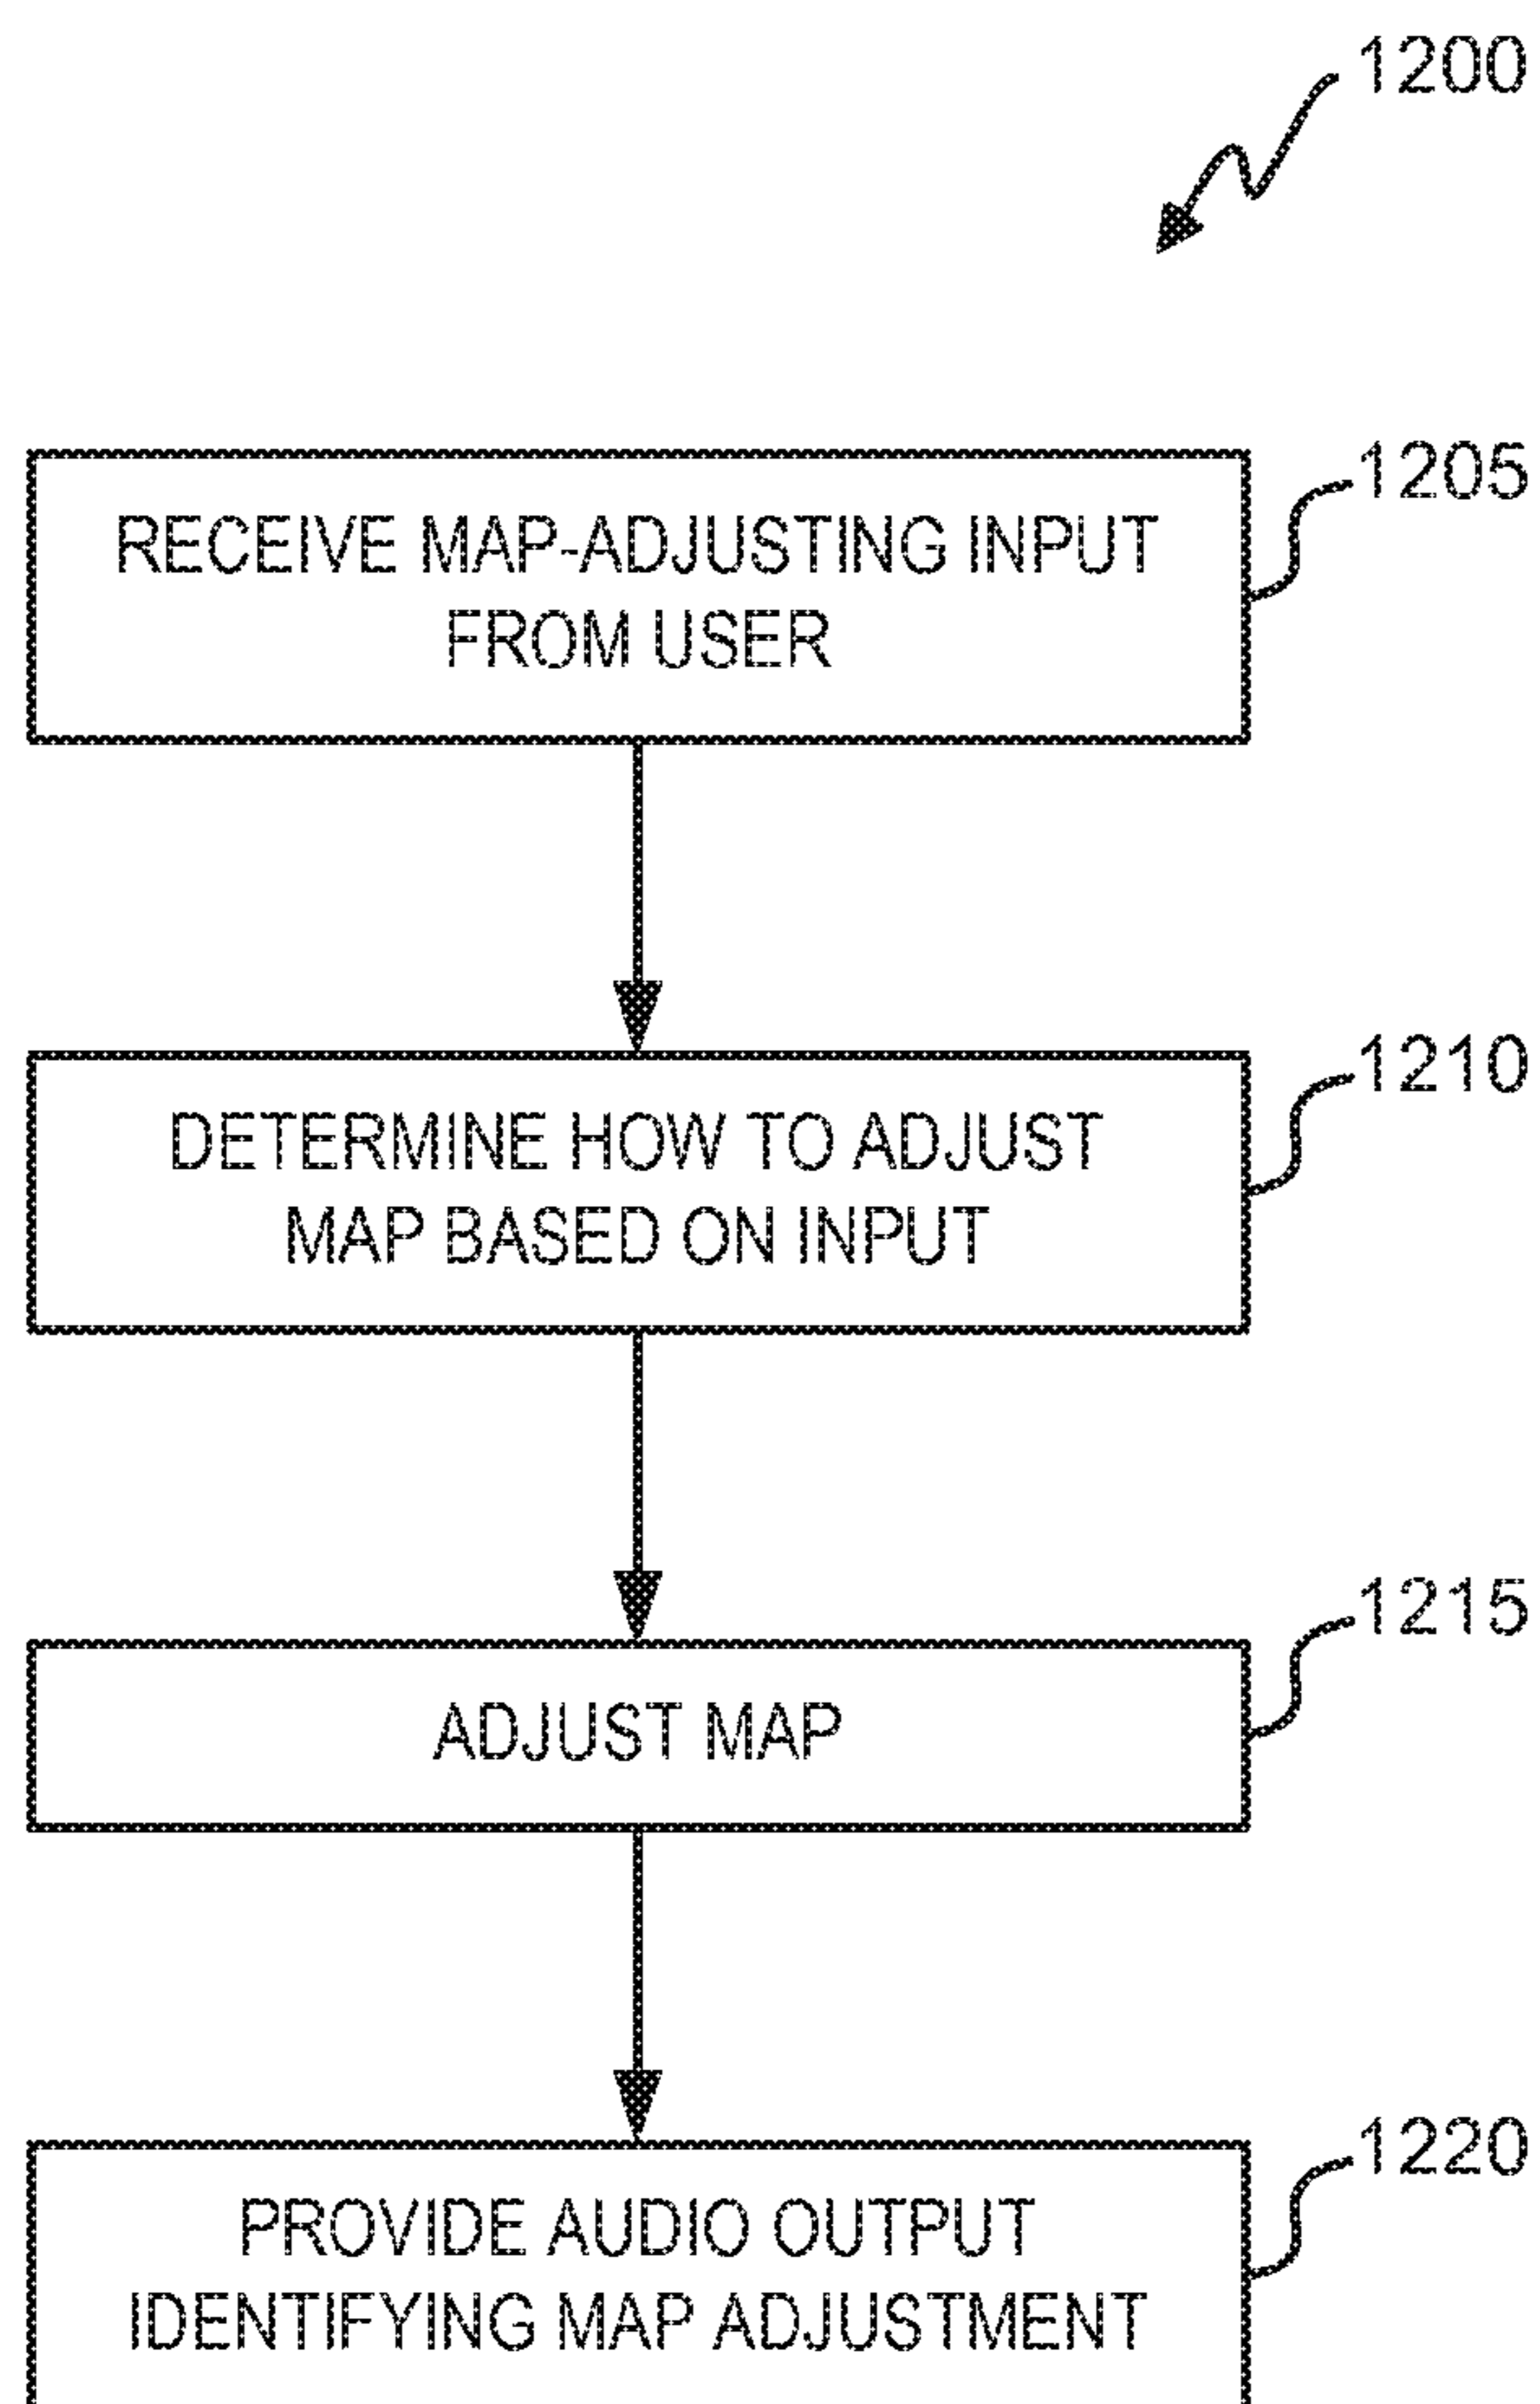 1200
1205
RECEIVE MAP-ADJUSTING INPUT
FROM USER
1210
DETERMINE HOW TO ADJUST
MAP BASED ON INPUT
1215
ADJUST MAP
1220
PROVIDE AUDIO OUTPUT
IDENTIFYING MAP ADJUSTMENT